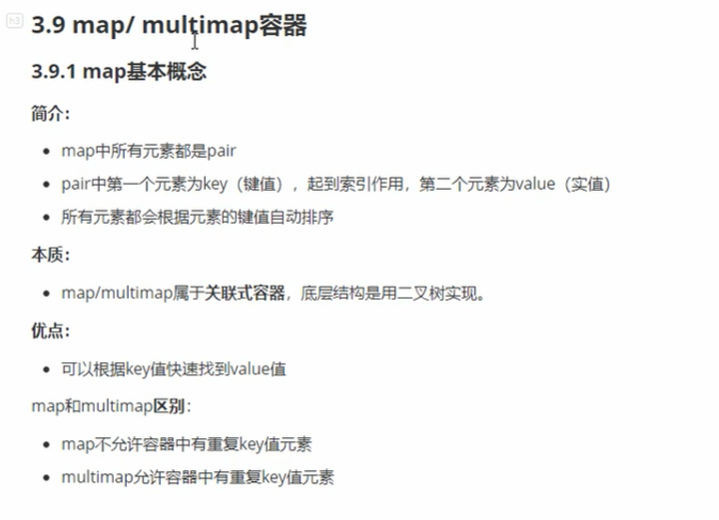 h3
3.9 map/ multimap容器
3.9.1 map基本概念
简介：
map中所有元素都是pair
pair中第一个元素为key（键值），起到索引作用，第二个元素为value（实值）
所有元素都会根据元素的键值自动排序
本质：
map/multimap属于关联式容器，底层结构是用二叉树实现。
优点：
可以根据key值快速找到value值
map和multimap区别：
map不允许容器中有重复key值元素
multimap允许容器中有重复key值元素